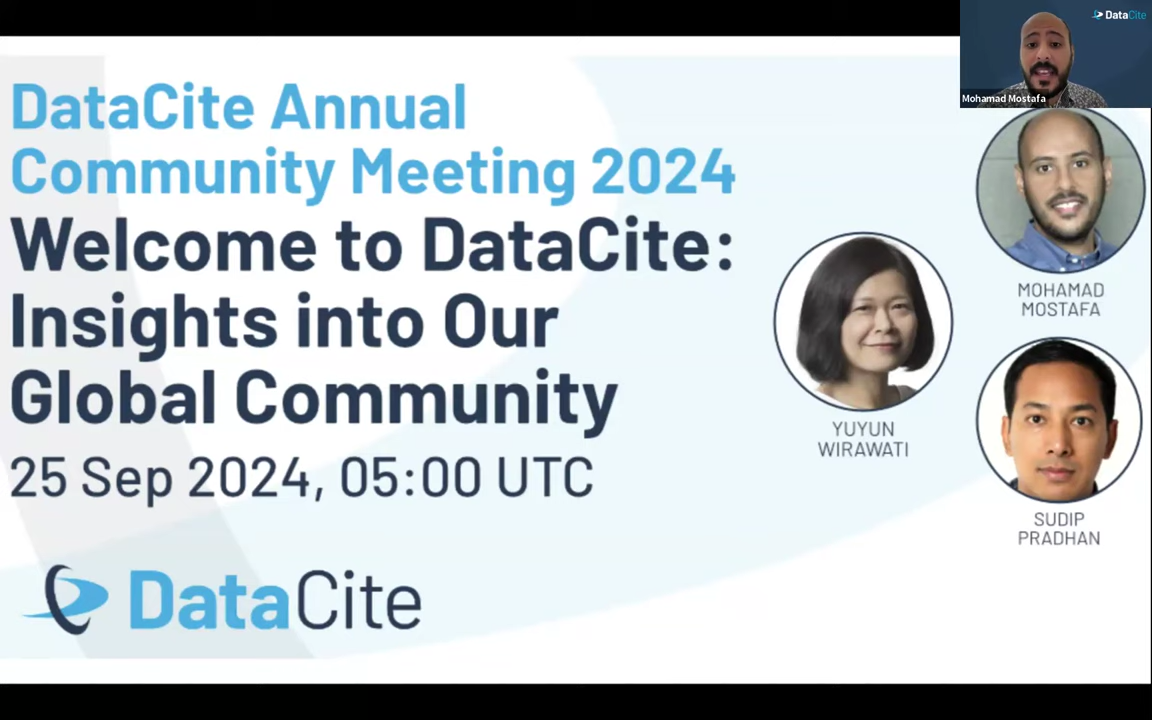 DataCite
Mohamad Mostafa
DataCite Annual
Community Meeting 2024
Welcome to DataCite:
Insights into Our
Global Community
25 Sep 2024, 05:00 UTC
DataCite
YUYUN
WIRAWATI
MOHAMAD
MOSTAFA
SUDIP
PRADHAN